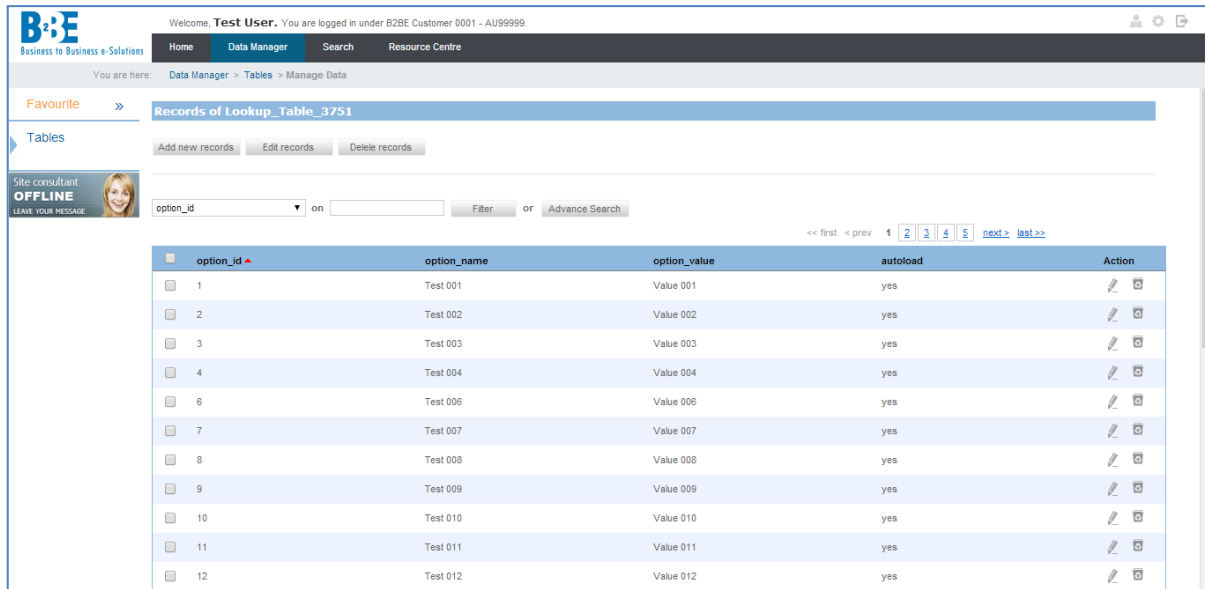 B2BE
Business to Business e-Solutions
Welcome, Test User. You are logged in under B2BE Customer 0001 - AU99999.
Home Data Manager Search Resource Centre
You are here: Data Manager > Tables > Manage Data
Favourite »
Tables
Site consultant
OFFLINE
LEAVE YOUR MESSAGE
Records of Lookup_Table_3751
Add new records Edit records Delele records
option_id on Filter or Advance Search
<< first < prev 1 2 3 4 5 next > last >>
option_id option_name option_value autoload Action
1 Test 001 Value 001 yes
2 Test 002 Value 002 yes
3 Test 003 Value 003 yes
4 Test 004 Value 004 yes
6 Test 006 Value 006 yes
7 Test 007 Value 007 yes
8 Test 008 Value 008 yes
9 Test 009 Value 009 yes
10 Test 010 Value 010 yes
11 Test 011 Value 011 yes
12 Test 012 Value 012 yes